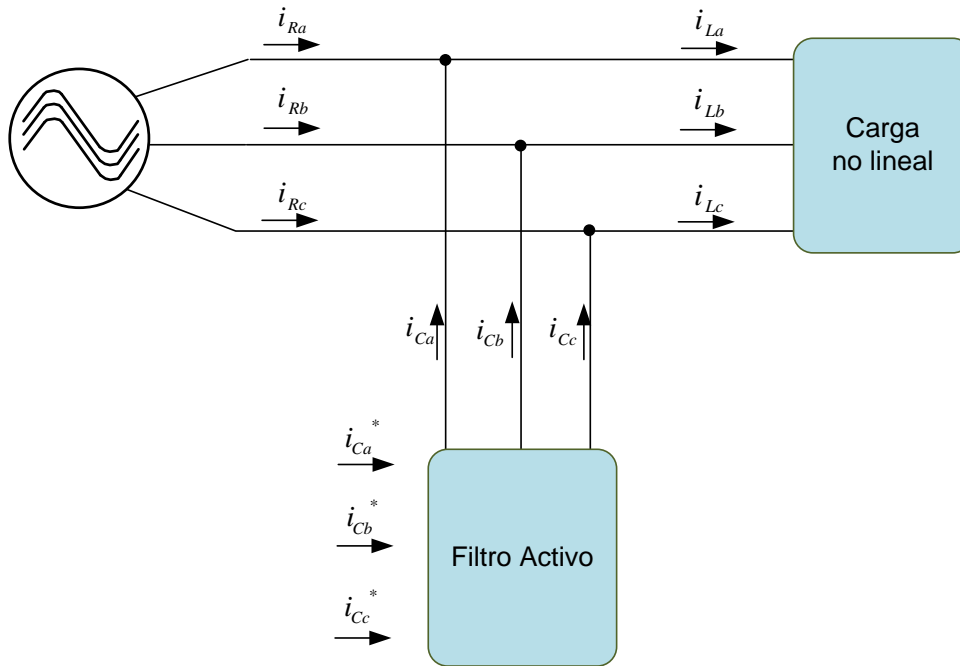 i_Ra
i_La
i_Rb
i_Lb
Carga
no lineal
i_Rc
i_Lc
i_Ca
i_Cb
i_Cc
i_Ca*
i_Cb*
Filtro Activo
i_Cc*